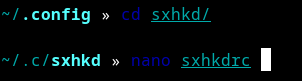 ~/.config » cd sxhkd/
~/.c/sxhkd » nano sxhkdrc